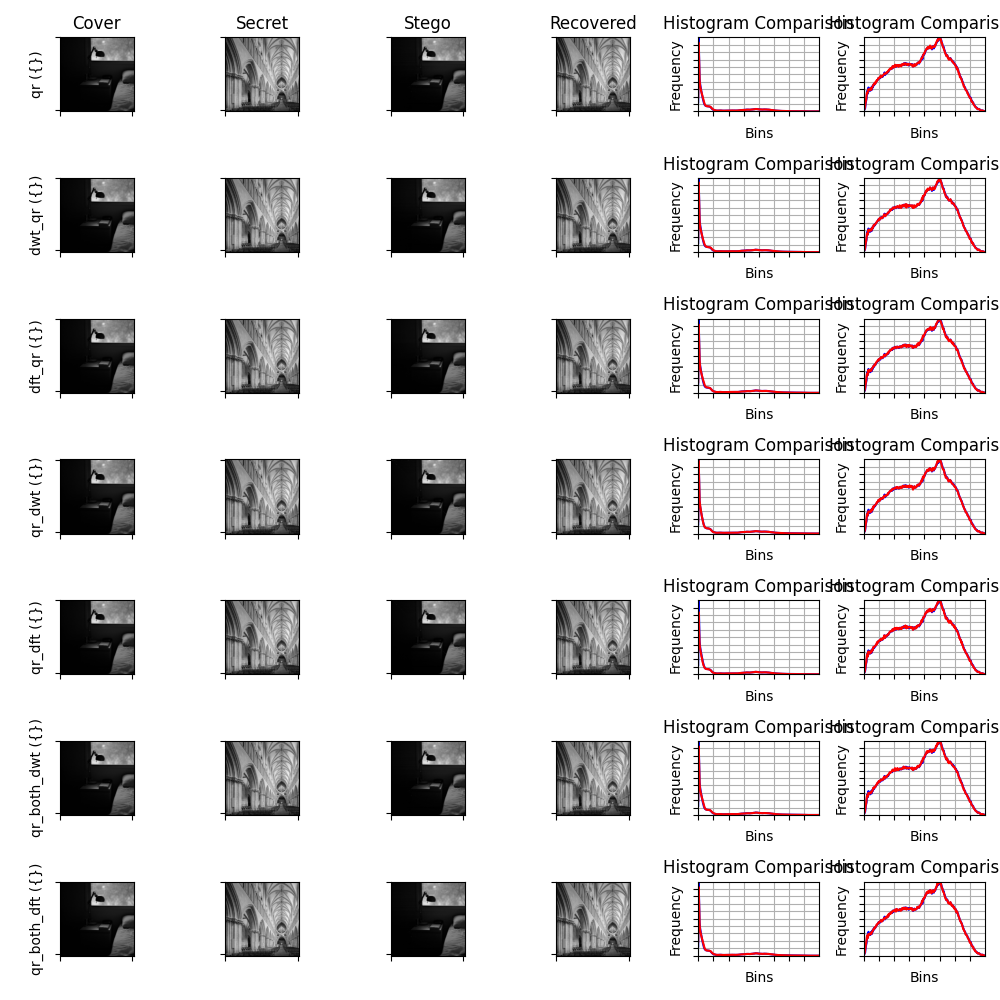 Cover Secret Stego Recovered Histogram Comparison Histogram Comparis
qr ({}) Frequency Frequency
Bins Bins
Histogram Comparison Histogram Comparis
dwt_qr ({}) Frequency Frequency
Bins Bins
Histogram Comparison Histogram Comparis
dft_qr ({}) Frequency Frequency
Bins Bins
Histogram Comparison Histogram Comparis
qr_dwt ({}) Frequency Frequency
Bins Bins
Histogram Comparison Histogram Comparis
qr_dft ({}) Frequency Frequency
Bins Bins
Histogram Comparison Histogram Comparis
qr_both_dwt ({}) Frequency Frequency
Bins Bins
Histogram Comparison Histogram Comparis
qr_both_dft ({}) Frequency Frequency
Bins Bins